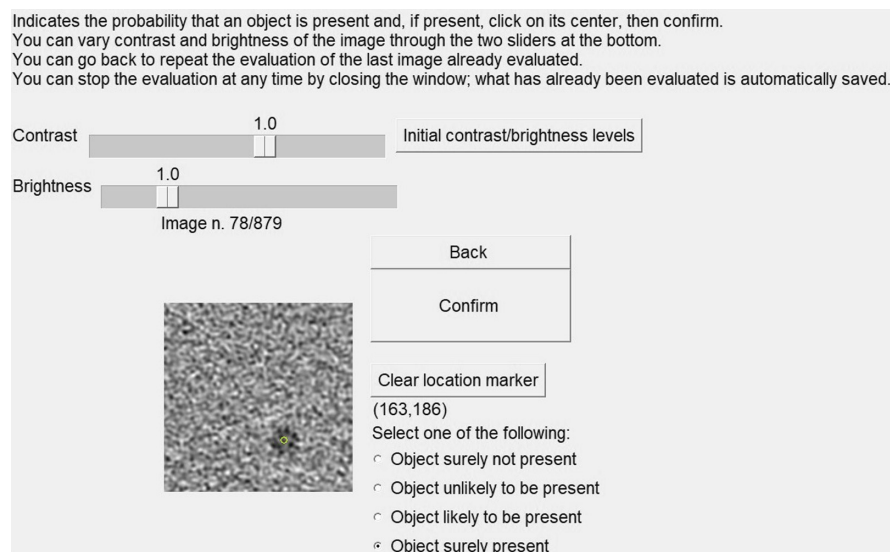 Indicates the probability that an object is present and, if present, click on its center, then confirm.
You can vary contrast and brightness of the image through the two sliders at the bottom.
You can go back to repeat the evaluation of the last image already evaluated.
You can stop the evaluation at any time by closing the window; what has already been evaluated is automatically saved.
Contrast
1.0
Initial contrast/brightness levels
Brightness
1.0
Image n. 78/879
Back
Confirm
Clear location marker
(163,186)
Select one of the following:
Object surely not present
Object unlikely to be present
Object likely to be present
Object surely present